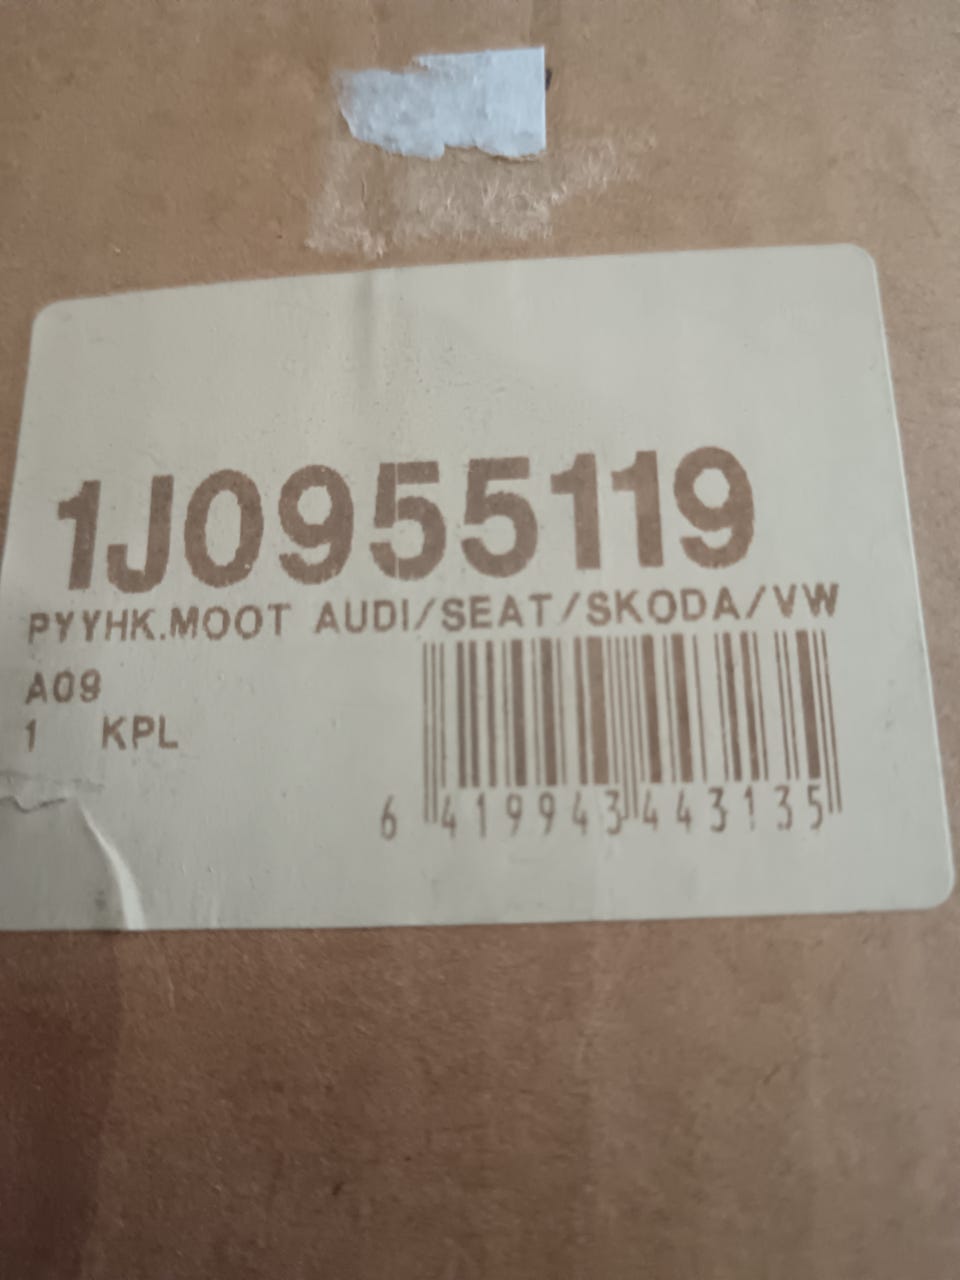 1J0955119
PYYHK.MOOT AUDI/SEAT/SKODA/VW
A09
1 KPL
6 419943 443135